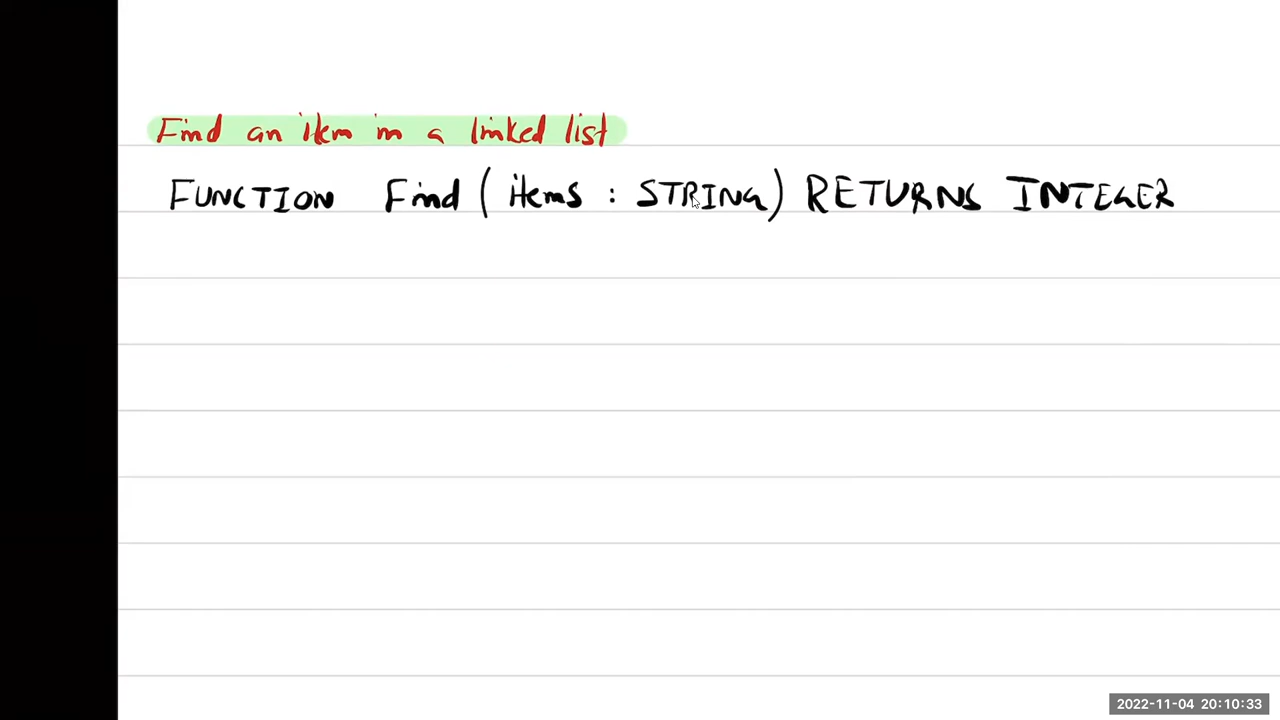 Find an item in a linked list
FUNCTION Find ( items : STRING ) RETURNS INTEGER
2022-11-04 20:10:33